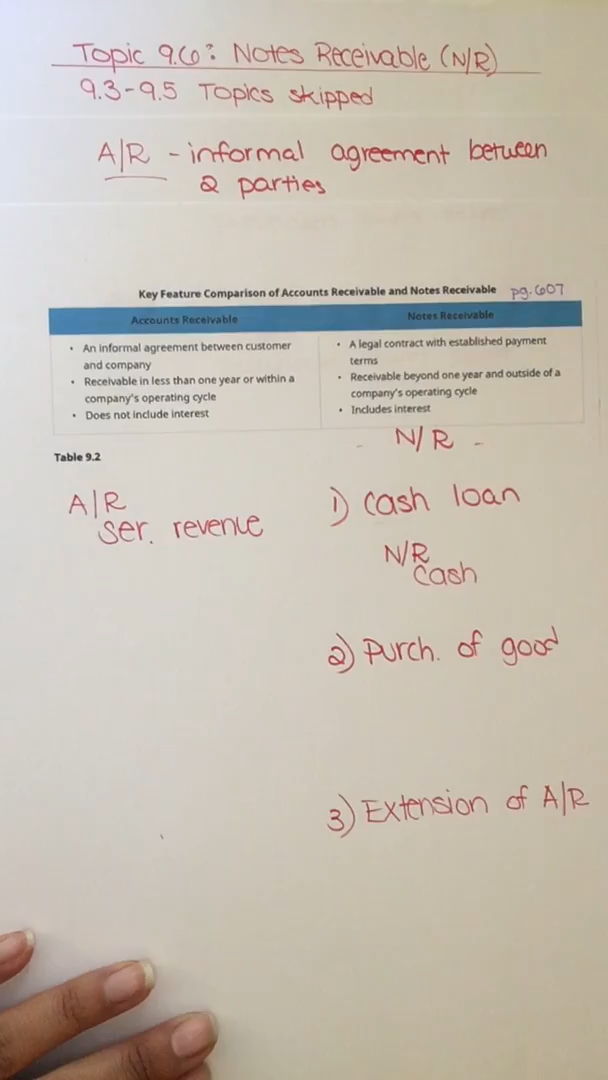 Topic 9.6: Notes Receivable (N/R)
9.3-9.5 Topics skipped
A/R - informal agreement between
2 parties
Key Feature Comparison of Accounts Receivable and Notes Receivable pg. 607
Accounts Receivable
• An informal agreement between customer
and company
• Receivable in less than one year or within a
company's operating cycle
• Does not include interest
Notes Receivable
• A legal contract with established payment
terms
• Receivable beyond one year and outside of a
company's operating cycle
• Includes interest
Table 9.2
A/R
Ser. revenue
- N/R -
1) Cash loan
N/R
Cash
2) Purch. of good
3) Extension of A/R